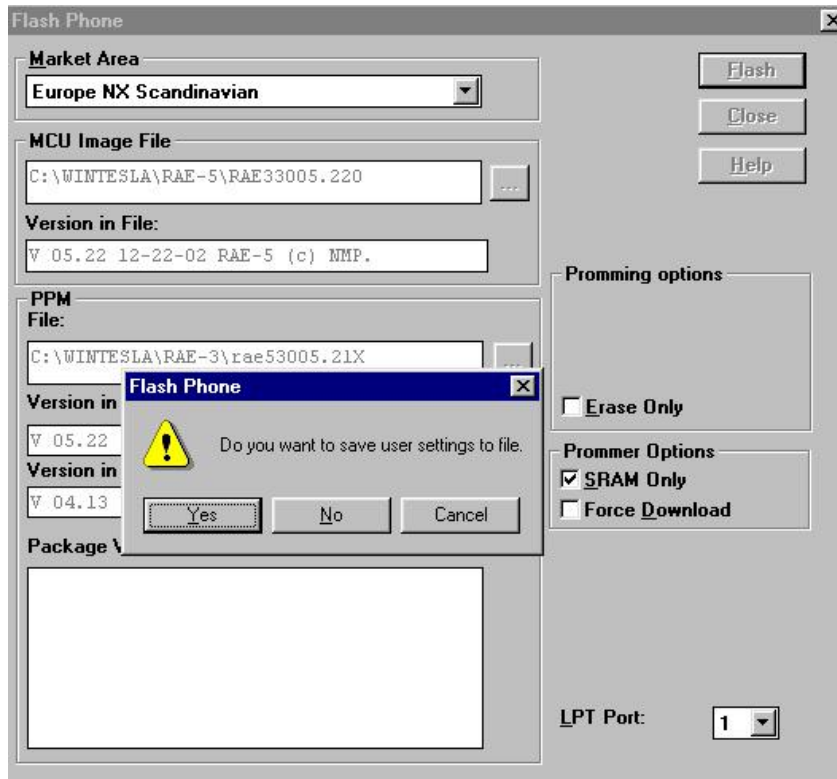 Flash Phone
Market Area
Europe NX Scandinavian
Flash
Close
Help
MCU Image File
C:\WINTESLA\RAE-5\RAE33005.220
...
Version in File:
V 05.22 12-22-02 RAE-5 (c) NMP.
PPM
File:
C:\WINTESLA\RAE-3\rae53005.21X
...
Version in
V 05.22
Version in
V 04.13
Package V
Flash Phone
Do you want to save user settings to file.
Yes No Cancel
Promming options
Erase Only
Prommer Options
SRAM Only
Force Download
LPT Port: 1